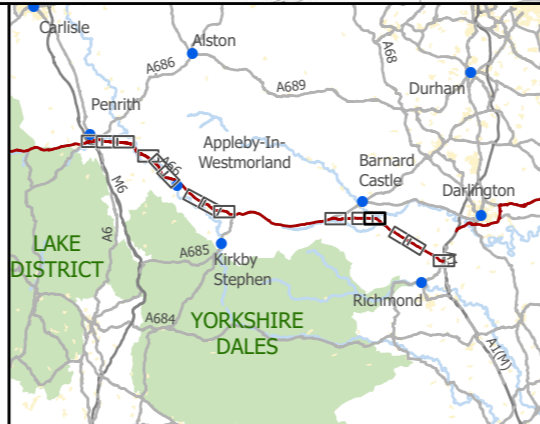 Carlisle
Alston
A68
A686
A689
Durham
Penrith
Appleby-In-
Westmorland
A66
Barnard
Castle
Darlington
M6
LAKE
DISTRICT
A6
A685
Kirkby
Stephen
Richmond
A684
YORKSHIRE
DALES
A1(M)